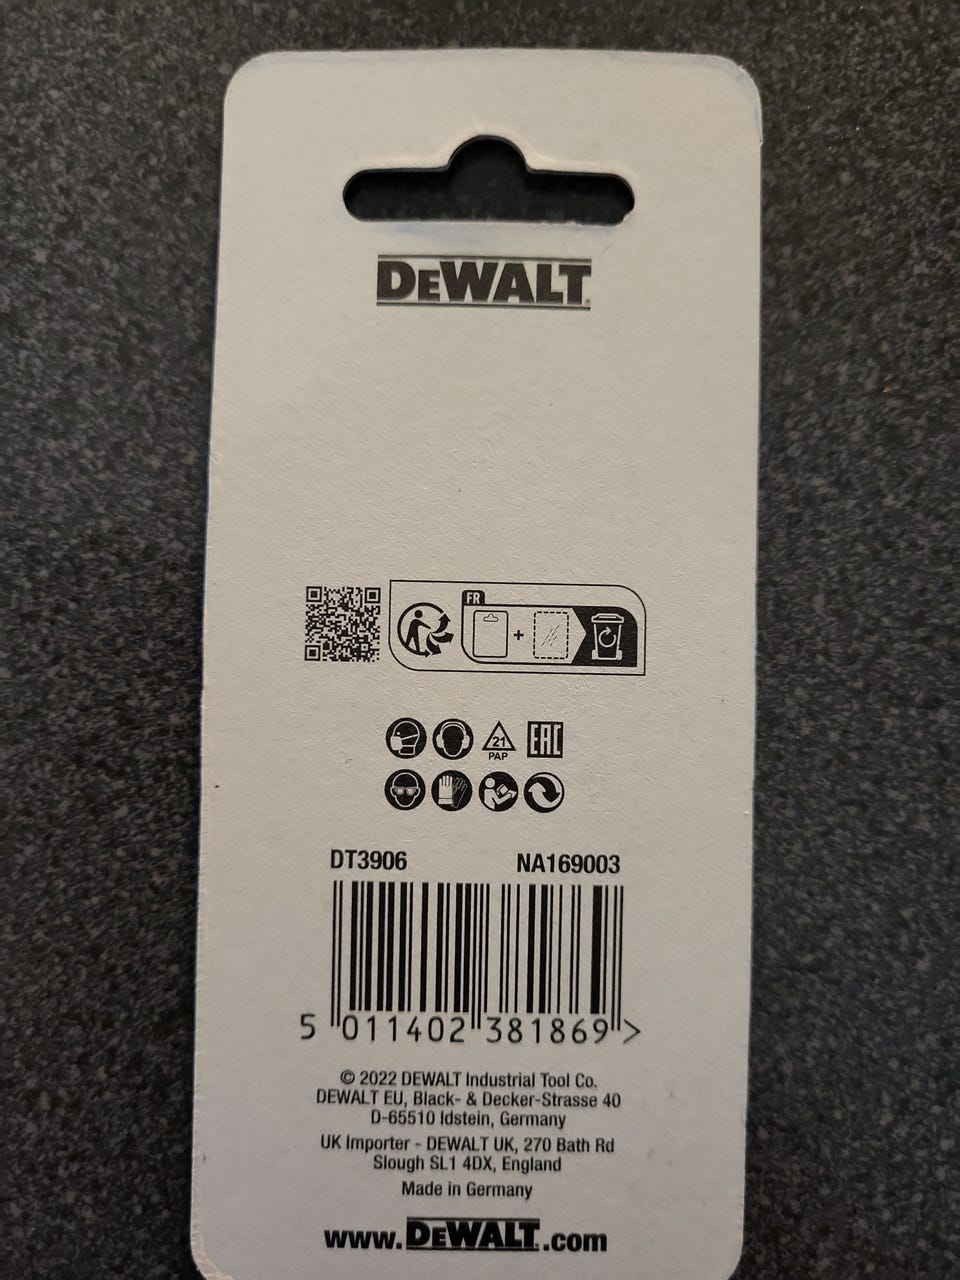 DEWALT
FR
21
PAP
EAC
DT3906 NA169003
5 011402 381869 >
© 2022 DEWALT Industrial Tool Co.
DEWALT EU, Black- & Decker-Strasse 40
D-65510 Idstein, Germany
UK Importer - DEWALT UK, 270 Bath Rd
Slough SL1 4DX, England
Made in Germany
www.DEWALT.com